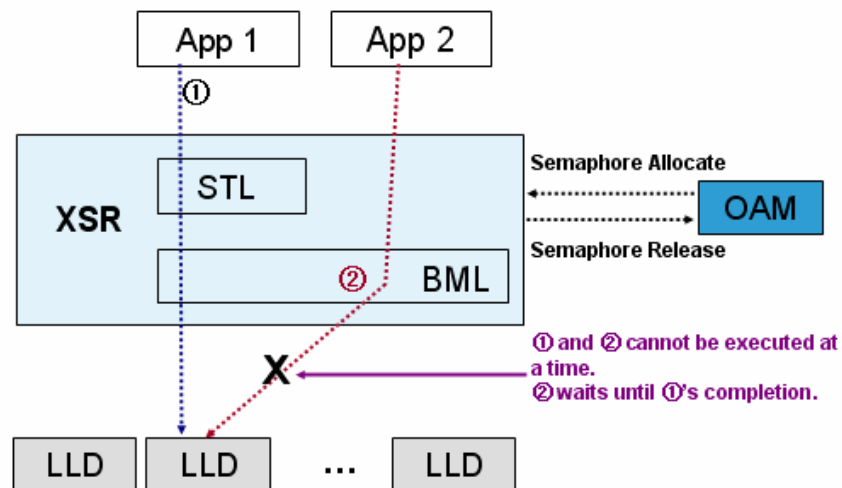 App 1
App 2
①
STL
XSR
②
BML
Semaphore Allocate
OAM
Semaphore Release
X
① and ② cannot be executed at
a time.
② waits until ①'s completion.
LLD
LLD
...
LLD